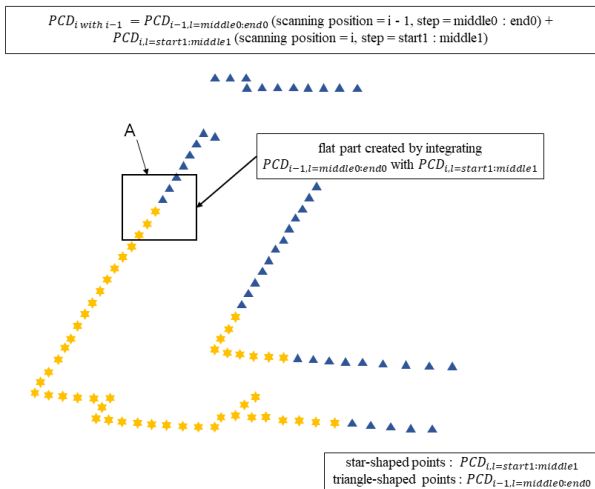 PCD_{i with i−1} = PCD_{i−1,l=middle0:end0} (scanning position = i - 1, step = middle0 : end0) +
PCD_{i,l=start1:middle1} (scanning position = i, step = start1 : middle1)
A
flat part created by integrating
PCD_{i−1,l=middle0:end0} with PCD_{i,l=start1:middle1}
star-shaped points : PCD_{i,l=start1:middle1}
triangle-shaped points : PCD_{i−1,l=middle0:end0}